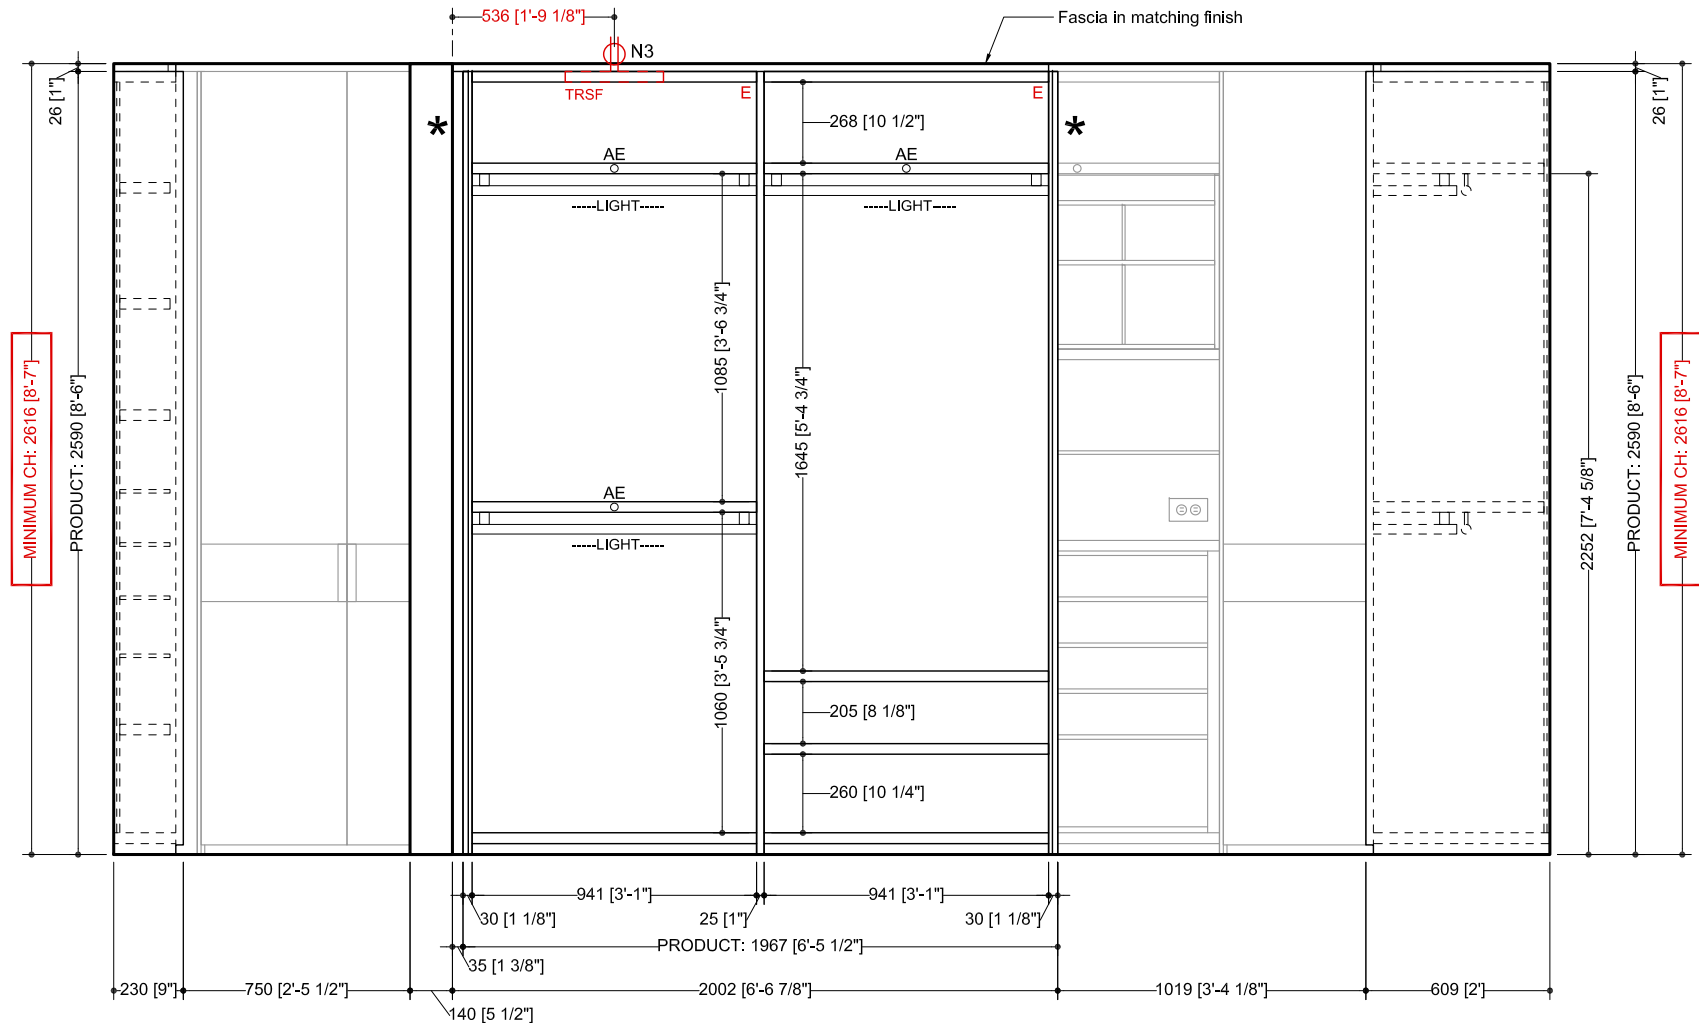 536 [1'-9 1/8"]
Fascia in matching finish
N3
26 [1"]
TRSF
E
E
26 [1"]
*
*
268 [10 1/2"]
AE
AE
-----LIGHT-----
-----LIGHT-----
1085 [3'-6 3/4"]
1645 [5'-4 3/4"]
MINIMUM CH: 2616 [8'-7"]
PRODUCT: 2590 [8'-6"]
2252 [7'-4 5/8"]
PRODUCT: 2590 [8'-6"]
MINIMUM CH: 2616 [8'-7"]
AE
-----LIGHT-----
1060 [3'-5 3/4"]
205 [8 1/8"]
260 [10 1/4"]
941 [3'-1"]
941 [3'-1"]
30 [1 1/8"]
25 [1"]
30 [1 1/8"]
PRODUCT: 1967 [6'-5 1/2"]
35 [1 3/8"]
230 [9"]
750 [2'-5 1/2"]
2002 [6'-6 7/8"]
1019 [3'-4 1/8"]
609 [2']
140 [5 1/2"]